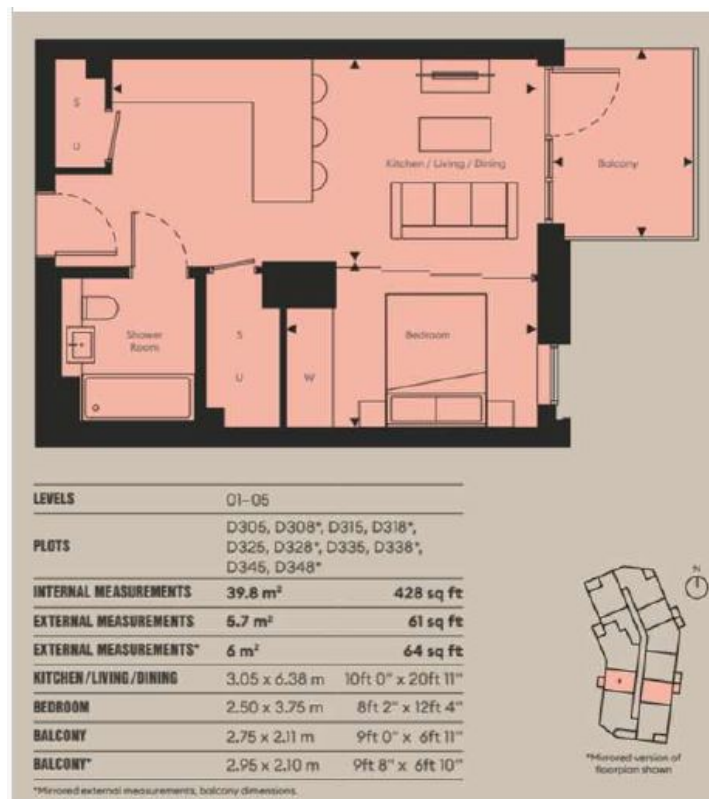 S
U
Kitchen / Living / Dining
Balcony
Shower
Room
S
U
W
Bedroom
LEVELS 01–05
PLOTS D305, D308*, D315, D318*,
D325, D328*, D335, D338*,
D345, D348*
INTERNAL MEASUREMENTS 39.8 m² 428 sq ft
EXTERNAL MEASUREMENTS 5.7 m² 61 sq ft
EXTERNAL MEASUREMENTS* 6 m² 64 sq ft
KITCHEN/LIVING/DINING 3.05 x 6.38 m 10ft 0" x 20ft 11"
BEDROOM 2.50 x 3.75 m 8ft 2" x 12ft 4"
BALCONY 2.75 x 2.11 m 9ft 0" x 6ft 11"
BALCONY* 2.95 x 2.10 m 9ft 8" x 6ft 10"
*Mirrored external measurements, balcony dimensions.
N
*Mirrored version of
floorplan shown